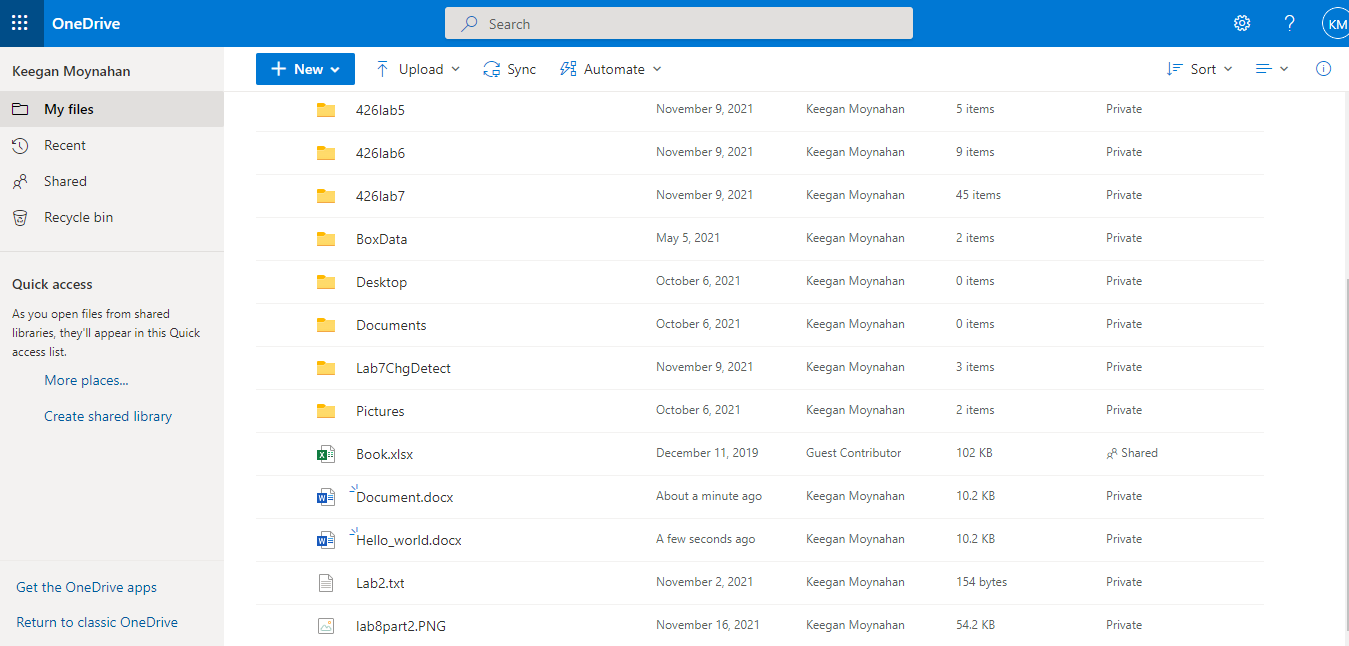 OneDrive
Search
KM
Keegan Moynahan
New
Upload
Sync
Automate
Sort
My files
Recent
Shared
Recycle bin
Quick access
As you open files from shared
libraries, they'll appear in this Quick
access list.
More places...
Create shared library
Get the OneDrive apps
Return to classic OneDrive
426lab5 November 9, 2021 Keegan Moynahan 5 items Private
426lab6 November 9, 2021 Keegan Moynahan 9 items Private
426lab7 November 9, 2021 Keegan Moynahan 45 items Private
BoxData May 5, 2021 Keegan Moynahan 2 items Private
Desktop October 6, 2021 Keegan Moynahan 0 items Private
Documents October 6, 2021 Keegan Moynahan 0 items Private
Lab7ChgDetect November 9, 2021 Keegan Moynahan 3 items Private
Pictures October 6, 2021 Keegan Moynahan 2 items Private
Book.xlsx December 11, 2019 Guest Contributor 102 KB Shared
Document.docx About a minute ago Keegan Moynahan 10.2 KB Private
Hello_world.docx A few seconds ago Keegan Moynahan 10.2 KB Private
Lab2.txt November 2, 2021 Keegan Moynahan 154 bytes Private
lab8part2.PNG November 16, 2021 Keegan Moynahan 54.2 KB Private